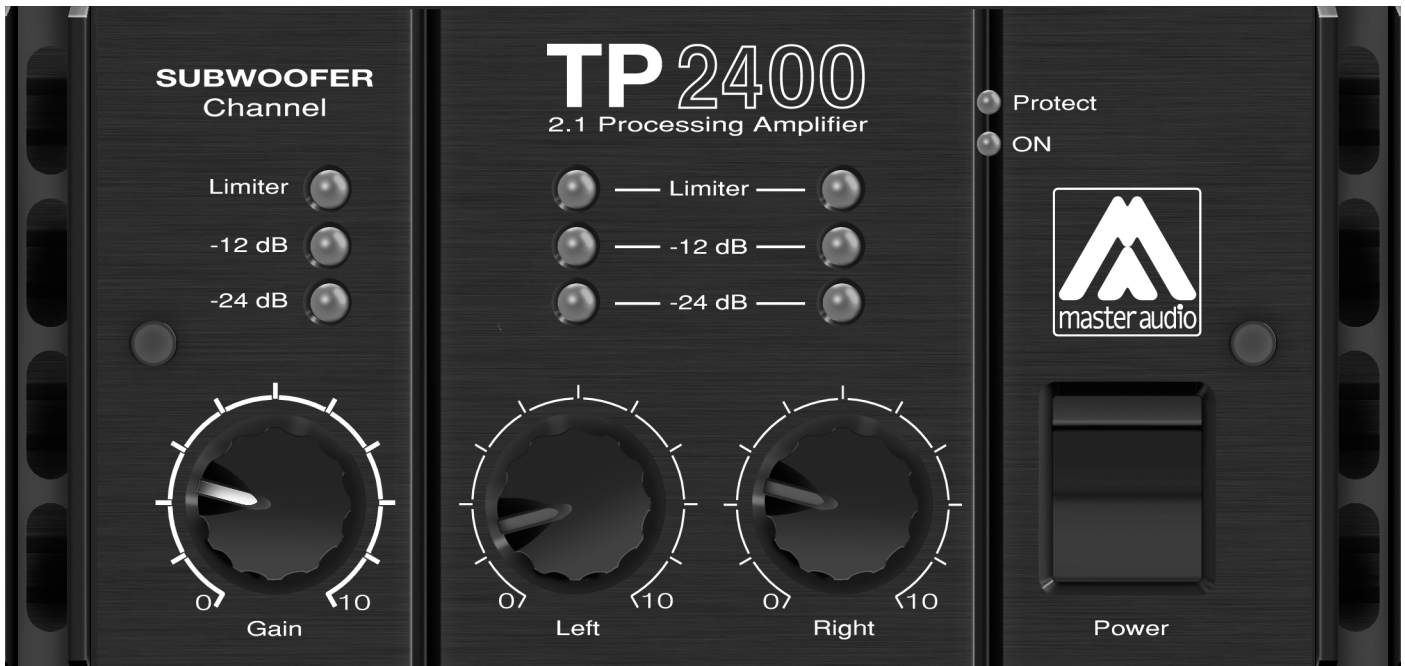 SUBWOOFER
Channel
Limiter
-12 dB
-24 dB
0
10
Gain
TP 2400
2.1 Processing Amplifier
Limiter
-12 dB
-24 dB
0
10
Left
0
10
Right
Protect
ON
master audio
Power